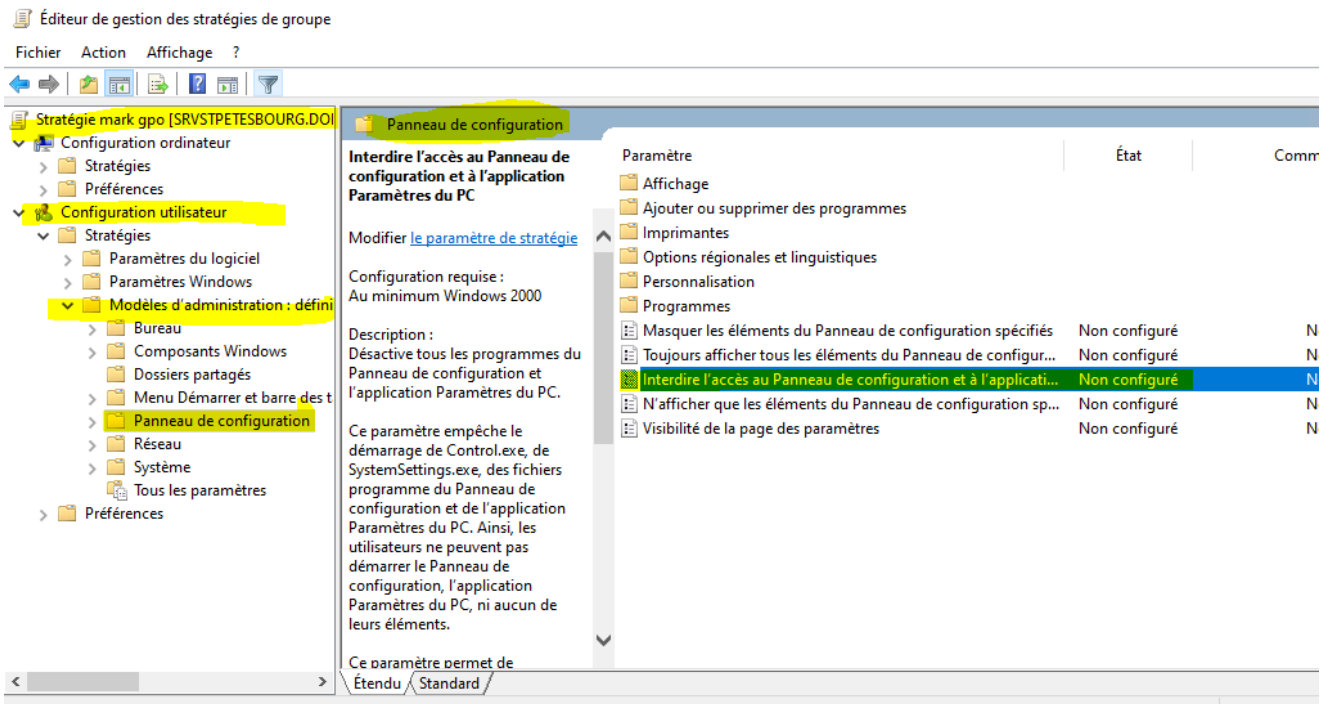 Éditeur de gestion des stratégies de groupe
Fichier Action Affichage ?
Stratégie mark gpo [SRVSTPETESBOURG.DOI
Configuration ordinateur
Stratégies
Préférences
Configuration utilisateur
Stratégies
Paramètres du logiciel
Paramètres Windows
Modèles d'administration : défini
Bureau
Composants Windows
Dossiers partagés
Menu Démarrer et barre des t
Panneau de configuration
Réseau
Système
Tous les paramètres
Préférences
Panneau de configuration
Interdire l'accès au Panneau de
configuration et à l'application
Paramètres du PC
Modifier le paramètre de stratégie
Configuration requise :
Au minimum Windows 2000
Description :
Désactive tous les programmes du
Panneau de configuration et
l'application Paramètres du PC.
Ce paramètre empêche le
démarrage de Control.exe, de
SystemSettings.exe, des fichiers
programme du Panneau de
configuration et de l'application
Paramètres du PC. Ainsi, les
utilisateurs ne peuvent pas
démarrer le Panneau de
configuration, l'application
Paramètres du PC, ni aucun de
leurs éléments.
Ce paramètre permet de
Paramètre État Comm
Affichage
Ajouter ou supprimer des programmes
Imprimantes
Options régionales et linguistiques
Personnalisation
Programmes
Masquer les éléments du Panneau de configuration spécifiés Non configuré N
Toujours afficher tous les éléments du Panneau de configur... Non configuré N
Interdire l'accès au Panneau de configuration et à l'applicati... Non configuré N
N'afficher que les éléments du Panneau de configuration sp... Non configuré N
Visibilité de la page des paramètres Non configuré N
Étendu Standard